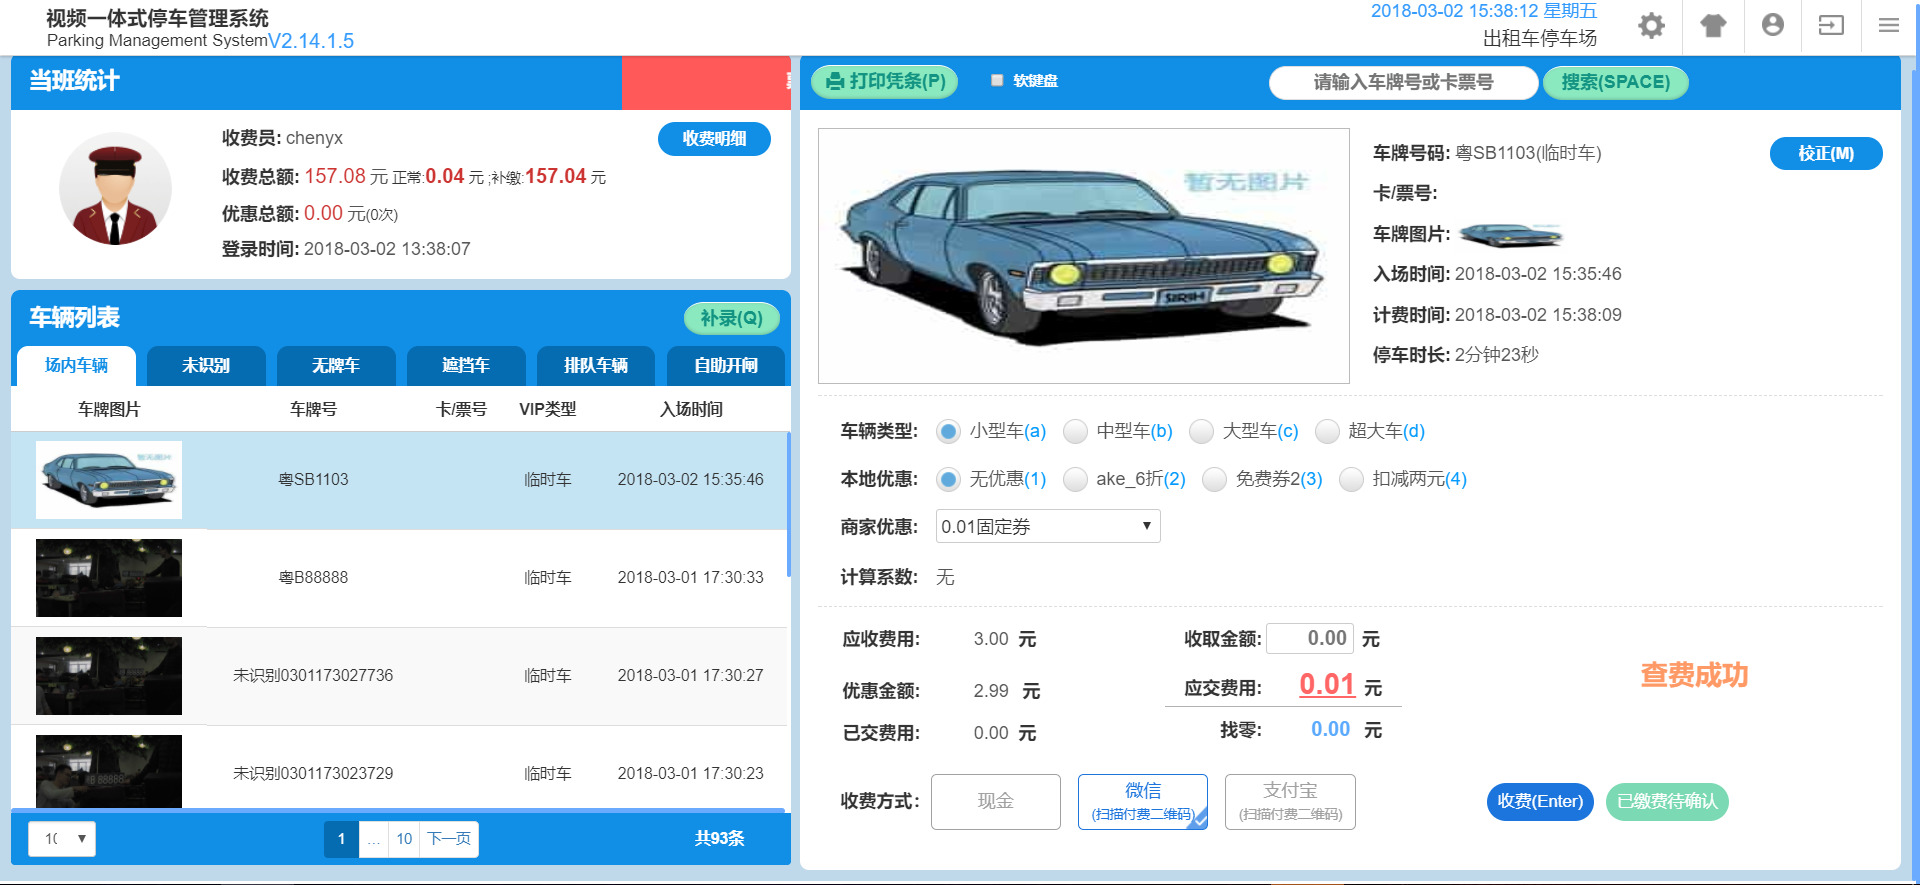 视频一体式停车管理系统
Parking Management SystemV2.14.1.5
2018-03-02 15:38:12 星期五
出租车停车场
当班统计
收费员: chenyx
收费明细
收费总额: 157.08 元 正常:0.04 元 ;补缴:157.04 元
优惠总额: 0.00 元(0次)
登录时间: 2018-03-02 13:38:07
车辆列表
补录(Q)
场内车辆 未识别 无牌车 遮挡车 排队车辆 自助开闸
车牌图片 车牌号 卡/票号 VIP类型 入场时间
暂无图片
粤SB1103 临时车 2018-03-02 15:35:46
粤B88888 临时车 2018-03-01 17:30:33
未识别0301173027736 临时车 2018-03-01 17:30:27
未识别0301173023729 临时车 2018-03-01 17:30:23
1 ... 10 下一页
共93条
打印凭条(P) 软键盘 请输入车牌号或卡票号 搜索(SPACE)
暂无图片
车牌号码: 粤SB1103(临时车)
校正(M)
卡/票号:
车牌图片:
入场时间: 2018-03-02 15:35:46
计费时间: 2018-03-02 15:38:09
停车时长: 2分钟23秒
车辆类型: 小型车(a) 中型车(b) 大型车(c) 超大车(d)
本地优惠: 无优惠(1) ake_6折(2) 免费券2(3) 扣减两元(4)
商家优惠: 0.01固定券
计算系数: 无
应收费用: 3.00 元
收取金额: 0.00 元
优惠金额: 2.99 元
应交费用: 0.01 元
已交费用: 0.00 元
找零: 0.00 元
查费成功
收费方式: 现金
微信
(扫描付费二维码)
支付宝
(扫描付费二维码)
收费(Enter) 已缴费待确认